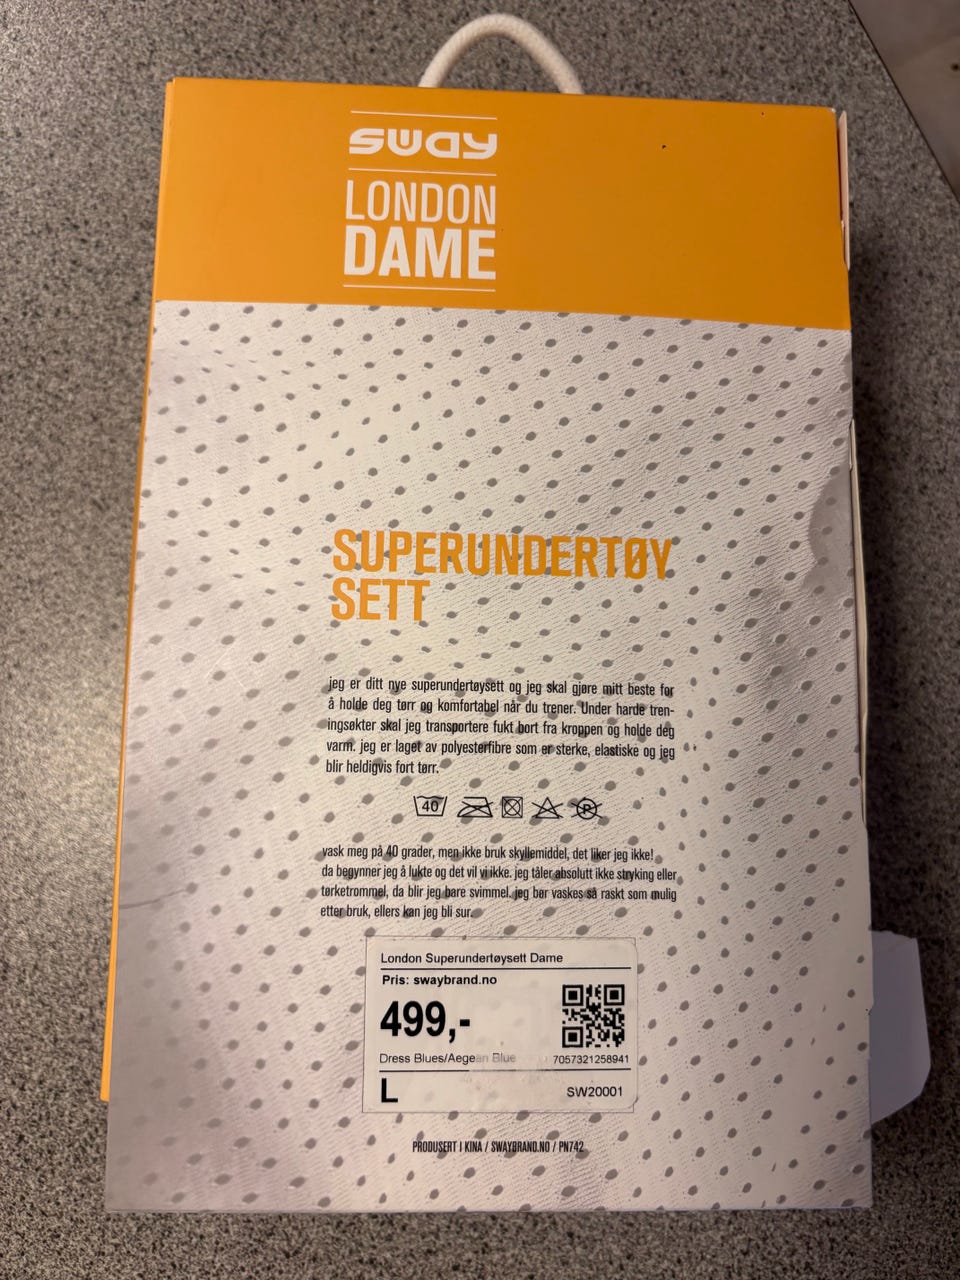 sway
LONDON
DAME
SUPERUNDERTØY
SETT
jeg er ditt nye superundertøysett og jeg skal gjøre mitt beste for
å holde deg tørr og komfortabel når du trener. Under harde tren-
ingsøkter skal jeg transportere fukt bort fra kroppen og holde deg
varm. jeg er laget av polyesterfibre som er sterke, elastiske og jeg
blir heldigvis fort tørr.
40 P
vask meg på 40 grader, men ikke bruk skyllemiddel, det liker jeg ikke!
da begynner jeg å lukte og det vil vi ikke. jeg tåler absolutt ikke stryking eller
tørketrommel, da blir jeg bare svimmel. jeg bør vaskes så raskt som mulig
etter bruk, ellers kan jeg bli sur.
London Superundertøysett Dame
Pris: swaybrand.no
499,-
Dress Blues/Aegean Blue 7057321258941
L SW20001
PRODUSERT I KINA / SWAYBRAND.NO / PN742